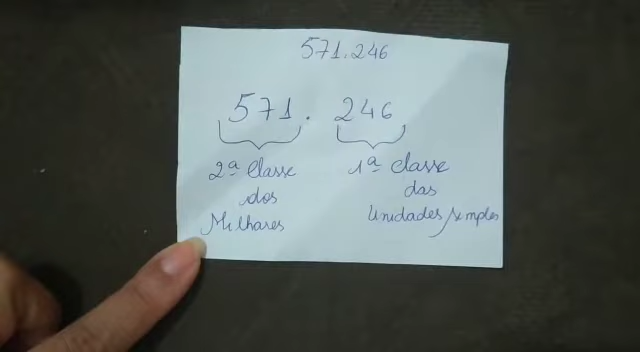 571.246
571. 246
2ª Classe
dos
Milhares
1ª Classe
das
Unidades simples